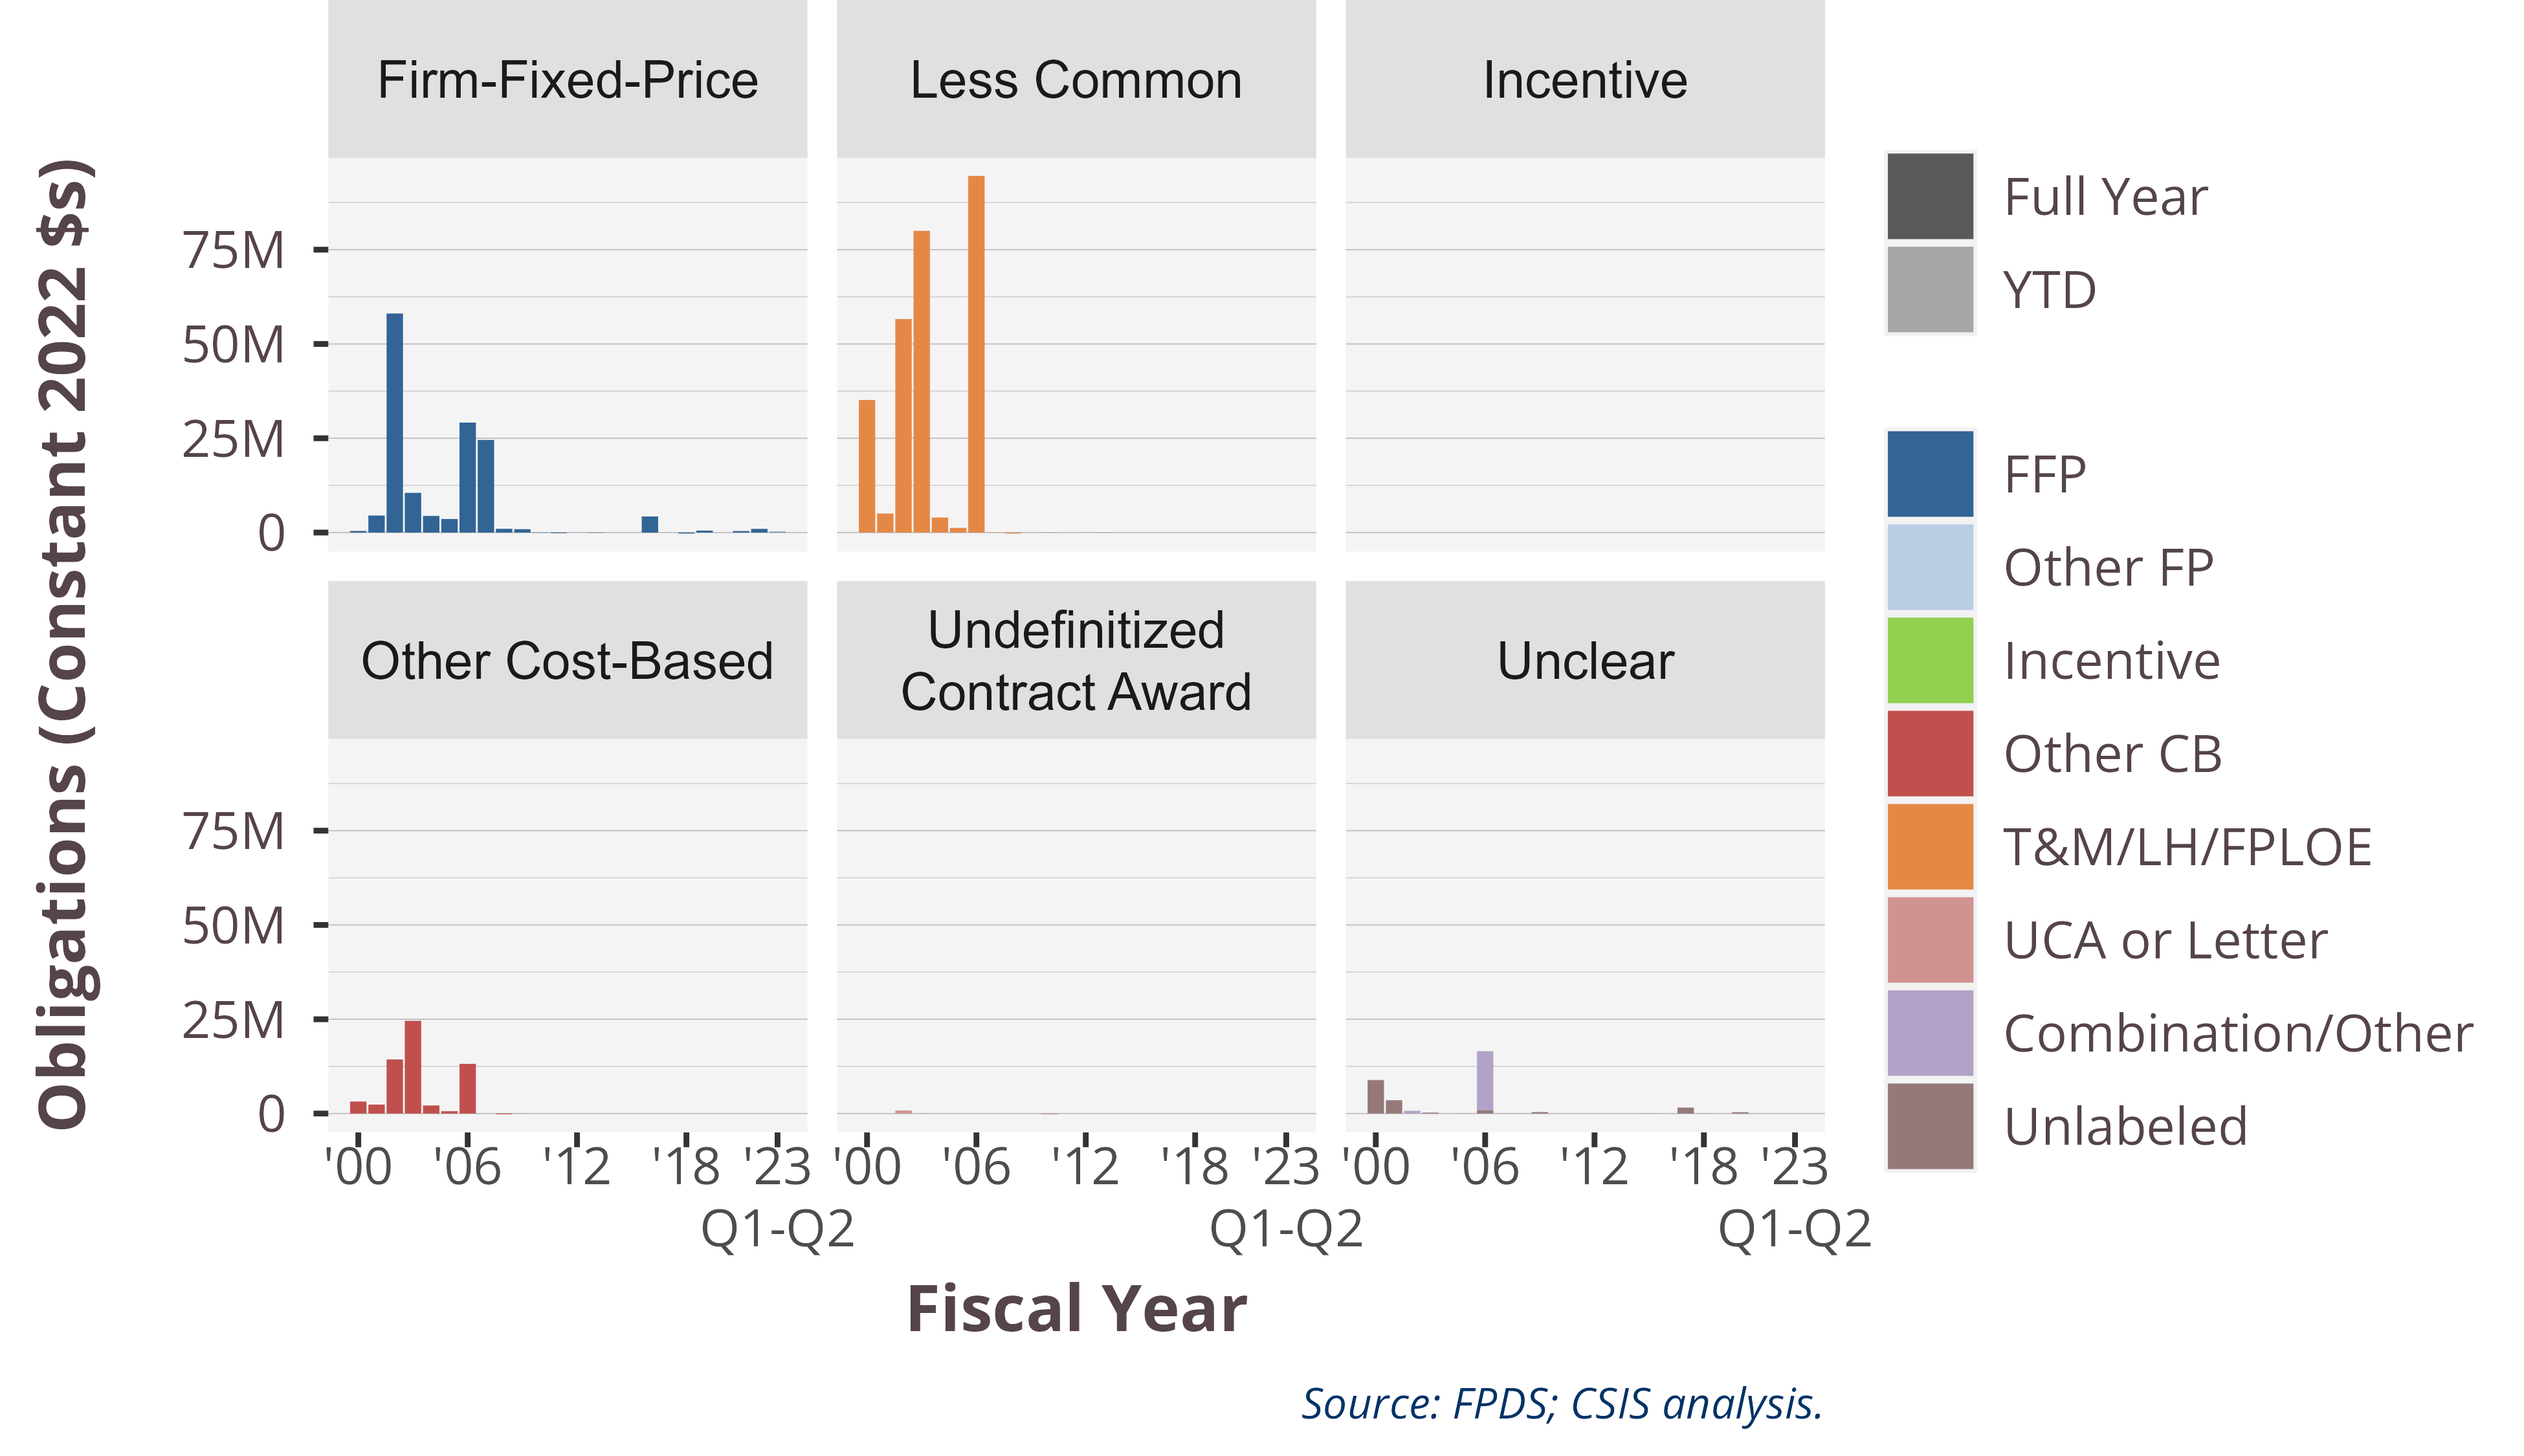 Firm-Fixed-Price
Less Common
Incentive
Obligations (Constant 2022 $s)
75M
50M
25M
0
Other Cost-Based
Undefinitized
Contract Award
Unclear
75M
50M
25M
0
'00 '06 '12 '18 '23
Q1-Q2
'00 '06 '12 '18 '23
Q1-Q2
'00 '06 '12 '18 '23
Q1-Q2
Fiscal Year
Full Year
YTD
FFP
Other FP
Incentive
Other CB
T&M/LH/FPLOE
UCA or Letter
Combination/Other
Unlabeled
Source: FPDS; CSIS analysis.